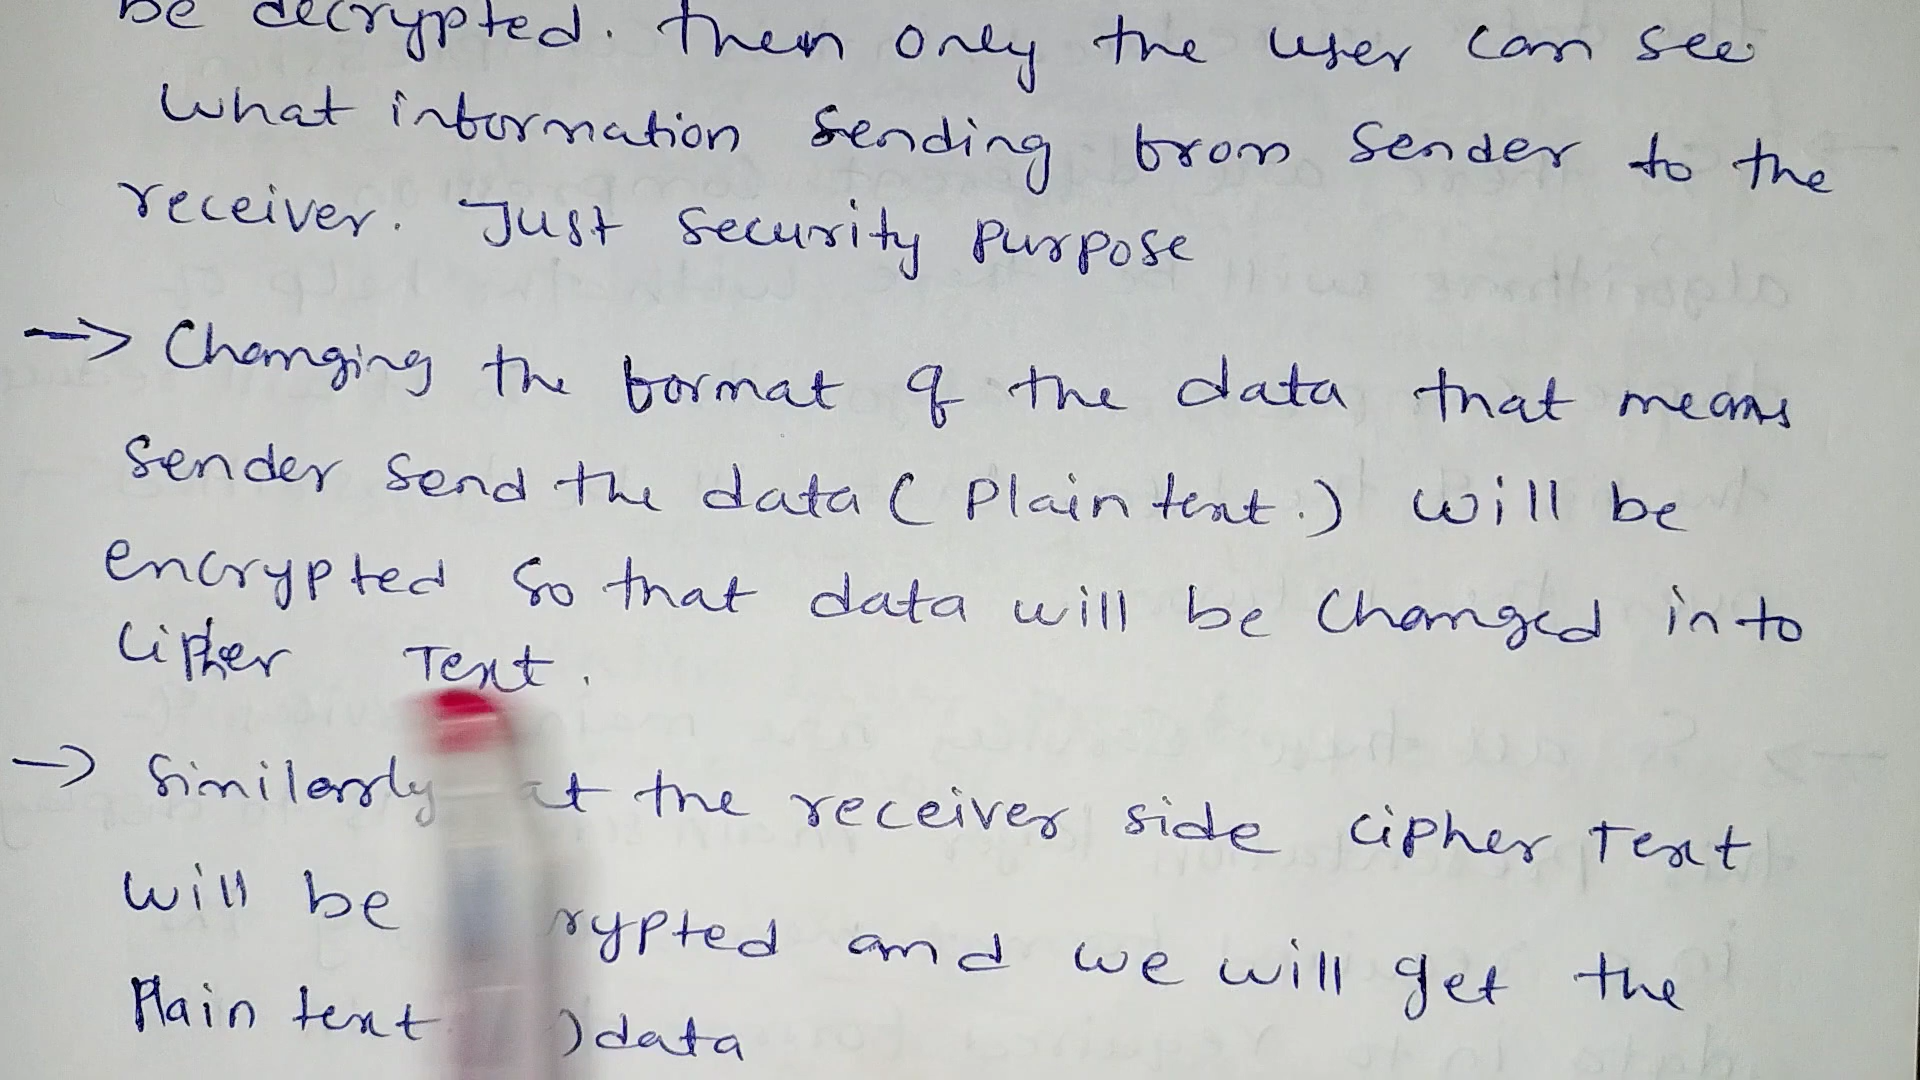 be decrypted. then only the user can see
what information sending from sender to the
receiver. Just security purpose
-> Changing the format of the data that means
sender send the data ( Plain text.) will be
encrypted so that data will be changed into
Cipher Text.
-> Similarly at the receiver side cipher Text
will be and we will get the
Plain text ) data